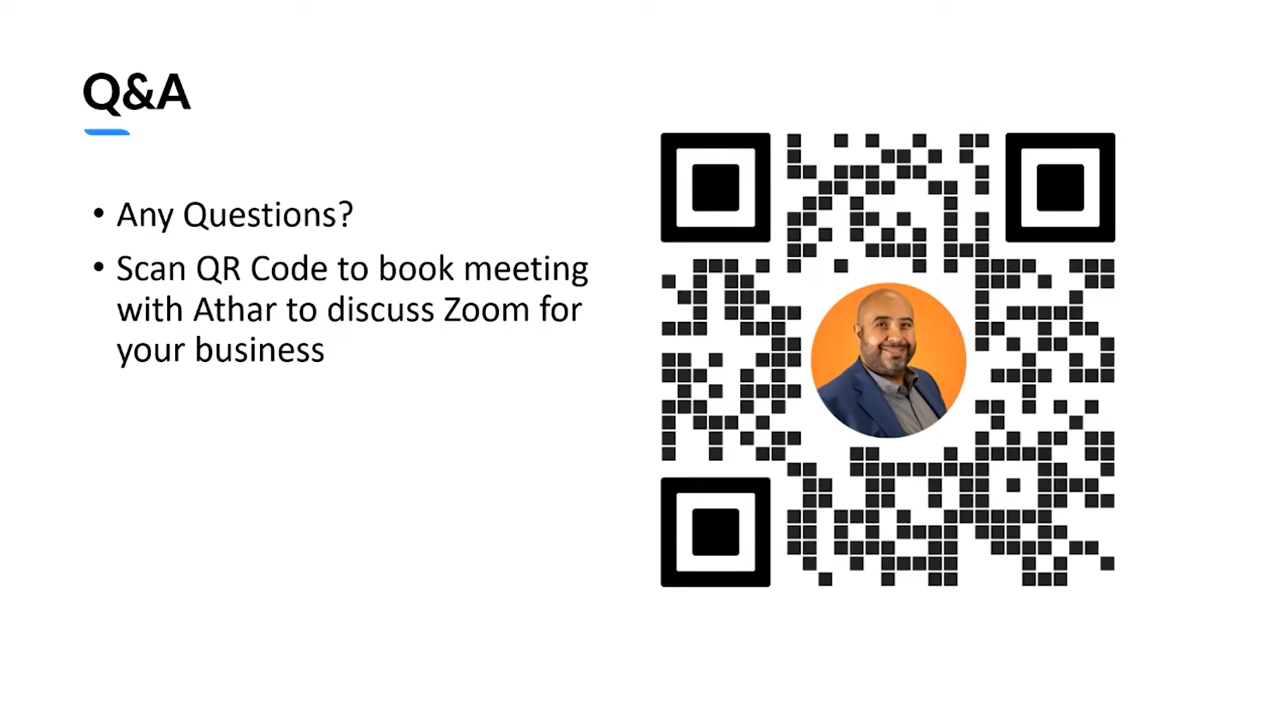 Q&A
• Any Questions?
• Scan QR Code to book meeting
with Athar to discuss Zoom for
your business